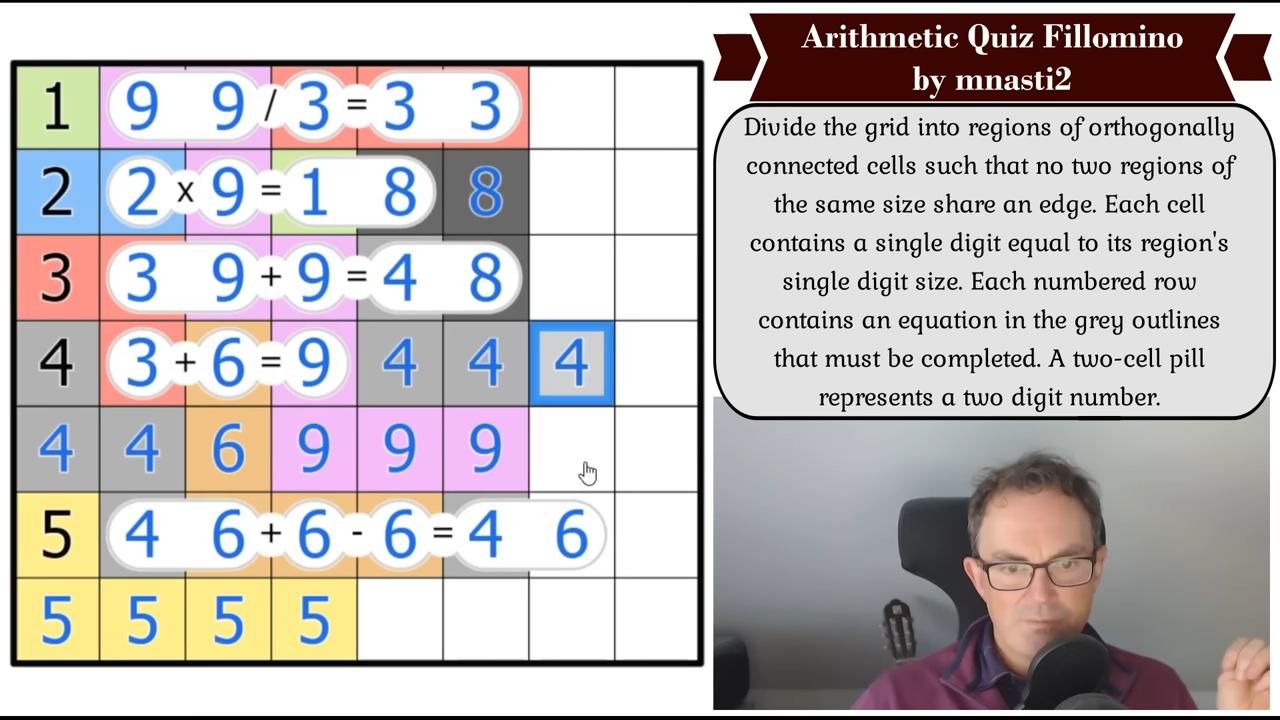 Arithmetic Quiz Fillomino
by mnasti2
Divide the grid into regions of orthogonally
connected cells such that no two regions of
the same size share an edge. Each cell
contains a single digit equal to its region's
single digit size. Each numbered row
contains an equation in the grey outlines
that must be completed. A two-cell pill
represents a two digit number.
1 9 9 / 3 = 3 3
2 2 x 9 = 1 8 8
3 3 9 + 9 = 4 8
4 3 + 6 = 9 4 4 4
4 4 6 9 9 9
5 4 6 + 6 - 6 = 4 6
5 5 5 5